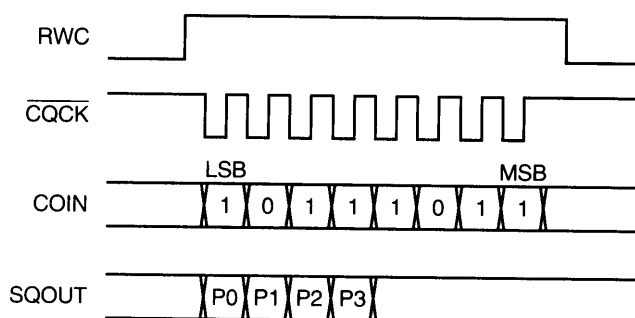 RWC
CQCK
LSB MSB
COIN 1 0 1 1 1 0 1 1
SQOUT P0 P1 P2 P3